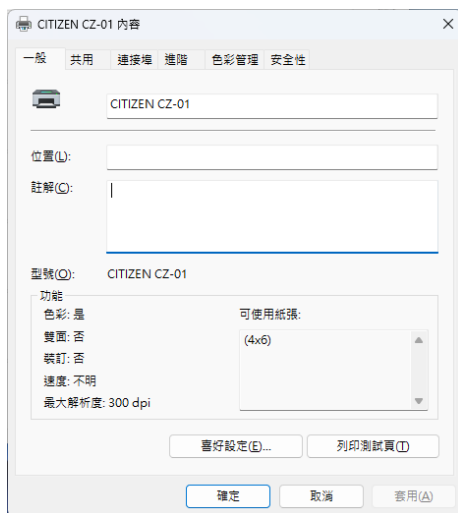 CITIZEN CZ-01 內容
一般 共用 連接埠 進階 色彩管理 安全性
CITIZEN CZ-01
位置(L):
註解(C):
型號(O): CITIZEN CZ-01
功能
色彩: 是 可使用紙張:
雙面: 否 (4x6)
裝訂: 否
速度: 不明
最大解析度: 300 dpi
喜好設定(E)... 列印測試頁(T)
確定 取消 套用(A)